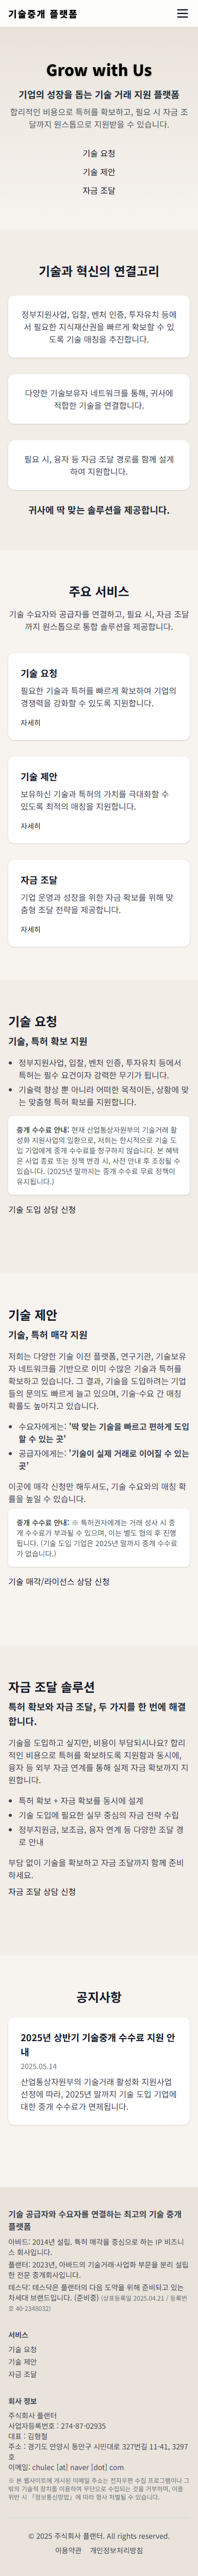 기술중개 플랫폼
Grow with Us
기업의 성장을 돕는 기술 거래 지원 플랫폼
합리적인 비용으로 특허를 확보하고, 필요 시 자금 조
달까지 원스톱으로 지원받을 수 있습니다.
기술 요청
기술 제안
자금 조달
기술과 혁신의 연결고리
정부지원사업, 입찰, 벤처 인증, 투자유치 등에
서 필요한 지식재산권을 빠르게 확보할 수 있
도록 기술 매칭을 추진합니다.
다양한 기술보유자 네트워크를 통해, 귀사에
적합한 기술을 연결합니다.
필요 시, 융자 등 자금 조달 경로를 함께 설계
하여 지원합니다.
귀사에 딱 맞는 솔루션을 제공합니다.
주요 서비스
기술 수요자와 공급자를 연결하고, 필요 시, 자금 조달
까지 원스톱으로 통합 솔루션을 제공합니다.
기술 요청
필요한 기술과 특허를 빠르게 확보하여 기업의
경쟁력을 강화할 수 있도록 지원합니다.
자세히
기술 제안
보유하신 기술과 특허의 가치를 극대화할 수
있도록 최적의 매칭을 지원합니다.
자세히
자금 조달
기업 운영과 성장을 위한 자금 확보를 위해 맞
춤형 조달 전략을 제공합니다.
자세히
기술 요청
기술, 특허 확보 지원
• 정부지원사업, 입찰, 벤처 인증, 투자유치 등에서
특허는 필수 요건이자 강력한 무기가 됩니다.
• 기술력 향상 뿐 아니라 어떠한 목적이든, 상황에 맞
는 맞춤형 특허 확보를 지원합니다.
중개 수수료 안내: 현재 산업통상자원부의 기술거래 활
성화 지원사업의 일환으로, 저희는 한시적으로 기술 도
입 기업에게 중개 수수료를 청구하지 않습니다. 본 혜택
은 사업 종료 또는 정책 변경 시, 사전 안내 후 조정될 수
있습니다. (2025년 말까지는 중개 수수료 무료 정책이
유지됩니다.)
기술 도입 상담 신청
기술 제안
기술, 특허 매각 지원
저희는 다양한 기술 이전 플랫폼, 연구기관, 기술보유
자 네트워크를 기반으로 이미 수많은 기술과 특허를
확보하고 있습니다. 그 결과, 기술을 도입하려는 기업
들의 문의도 빠르게 늘고 있으며, 기술-수요 간 매칭
확률도 높아지고 있습니다.
• 수요자에게는: '딱 맞는 기술을 빠르고 편하게 도입
할 수 있는 곳'
• 공급자에게는: '기술이 실제 거래로 이어질 수 있는
곳'
이곳에 매각 신청만 해두셔도, 기술 수요와의 매칭 확
률을 높일 수 있습니다.
중개 수수료 안내: ※ 특허권자에게는 거래 성사 시 중
개 수수료가 부과될 수 있으며, 이는 별도 협의 후 진행
됩니다. (기술 도입 기업은 2025년 말까지 중개 수수료
가 없습니다.)
기술 매각/라이선스 상담 신청
자금 조달 솔루션
특허 확보와 자금 조달, 두 가지를 한 번에 해결
합니다.
기술을 도입하고 싶지만, 비용이 부담되시나요? 합리
적인 비용으로 특허를 확보하도록 지원함과 동시에,
융자 등 외부 자금 연계를 통해 실제 자금 확보까지 지
원합니다.
• 특허 확보 + 자금 확보를 동시에 설계
• 기술 도입에 필요한 실무 중심의 자금 전략 수립
• 정부지원금, 보조금, 융자 연계 등 다양한 조달 경
로 안내
부담 없이 기술을 확보하고 자금 조달까지 함께 준비
하세요.
자금 조달 상담 신청
공지사항
2025년 상반기 기술중개 수수료 지원 안
내
2025.05.14
산업통상자원부의 기술거래 활성화 지원사업
선정에 따라, 2025년 말까지 기술 도입 기업에
대한 중개 수수료가 면제됩니다.
기술 공급자와 수요자를 연결하는 최고의 기술 중개
플랫폼
아바드: 2014년 설립. 특허 매각을 중심으로 하는 IP 비즈니
스 회사입니다.
플랜터: 2023년, 아바드의 기술거래·사업화 부문을 분리 설립
한 전문 중개회사입니다.
테스닥: 테스닥은 플랜터의 다음 도약을 위해 준비되고 있는
차세대 브랜드입니다. (준비중) (상표등록일 2025.04.21 / 등록번
호 40-2348032)
서비스
기술 요청
기술 제안
자금 조달
회사 정보
주식회사 플랜터
사업자등록번호 : 274-87-02935
대표 : 김형철
주소 : 경기도 안양시 동안구 시민대로 327번길 11-41, 3297
호
이메일: chulec [at] naver [dot] com
※ 본 웹사이트에 게시된 이메일 주소는 전자우편 수집 프로그램이나 그
밖의 기술적 장치를 이용하여 무단으로 수집되는 것을 거부하며, 이를
위반 시 「정보통신망법」에 따라 형사 처벌될 수 있습니다.
© 2025 주식회사 플랜터. All rights reserved.
이용약관 개인정보처리방침